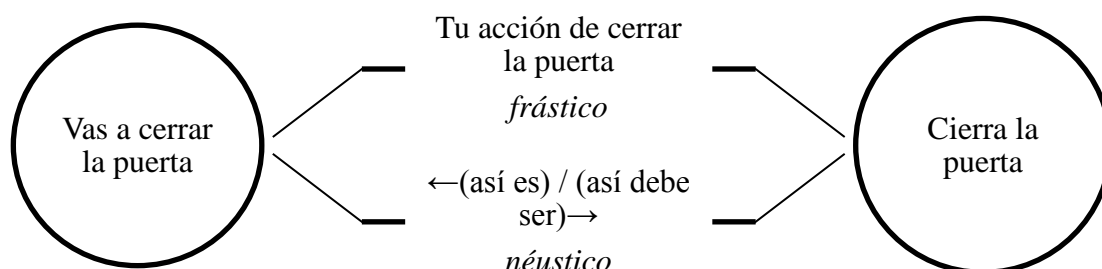 Tu acción de cerrar
la puerta
frástico
Vas a cerrar
la puerta
Cierra la
puerta
←(así es) / (así debe
ser)→
néustico